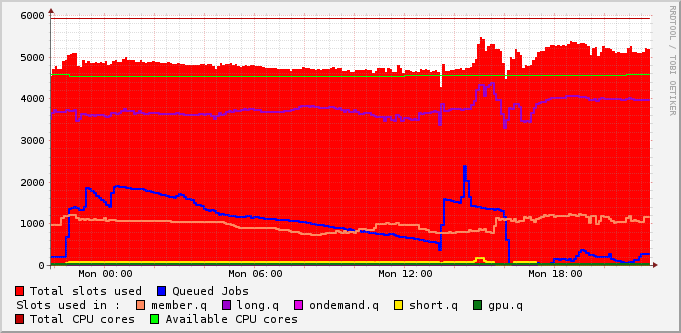 6000
5000
4000
3000
2000
1000
0
Mon 00:00 Mon 06:00 Mon 12:00 Mon 18:00
Total slots used Queued Jobs
Slots used in : member.q long.q ondemand.q short.q gpu.q
Total CPU cores Available CPU cores
RRDTOOL / TOBI OETIKER